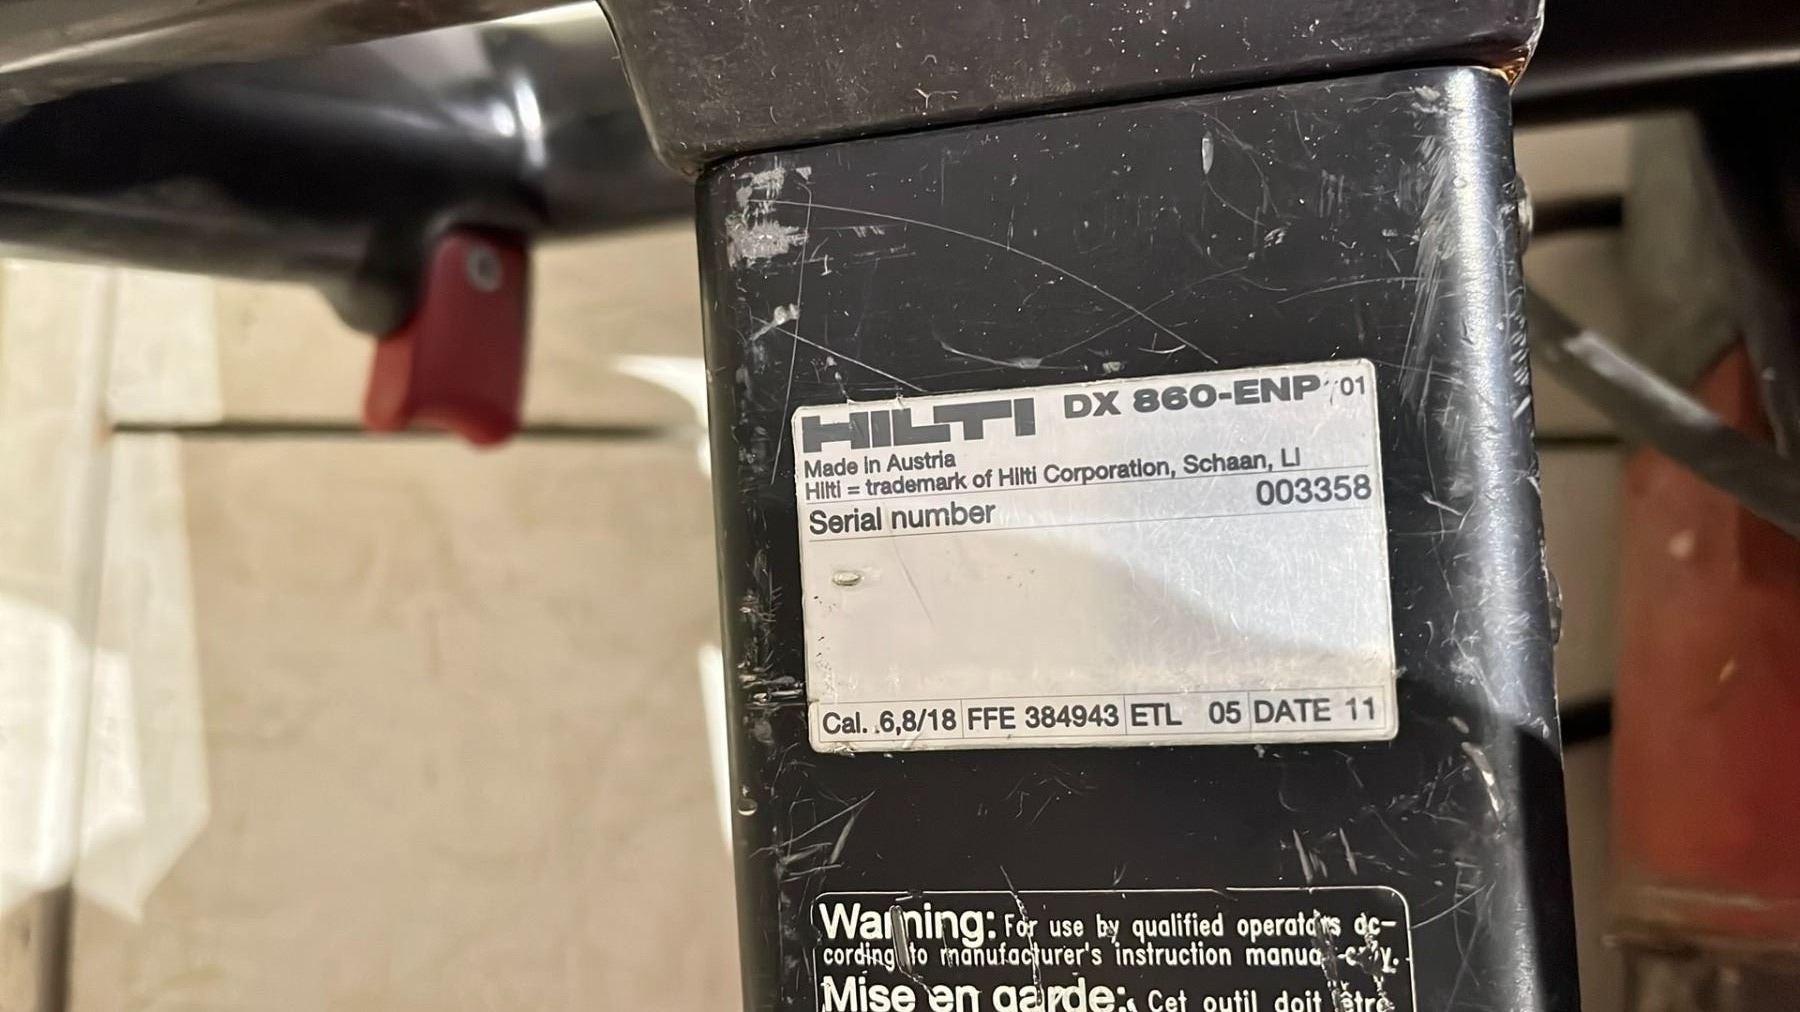 HILTI DX 860-ENP 01
Made in Austria
Hilti = trademark of Hilti Corporation, Schaan, LI
Serial number 003358
Cal. 6,8/18 FFE 384943 ETL 05 DATE 11
Warning: For use by qualified operators ac-
cording to manufacturer's instruction manual only.
Mise en garde: Cet outil doit être